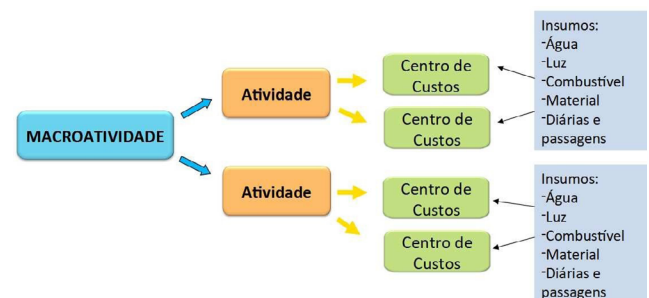 MACROATIVIDADE
Atividade
Centro de
Custos
Centro de
Custos
Insumos:
-Água
-Luz
-Combustível
-Material
-Diárias e
passagens
Atividade
Centro de
Custos
Centro de
Custos
Insumos:
-Água
-Luz
-Combustível
-Material
-Diárias e
passagens